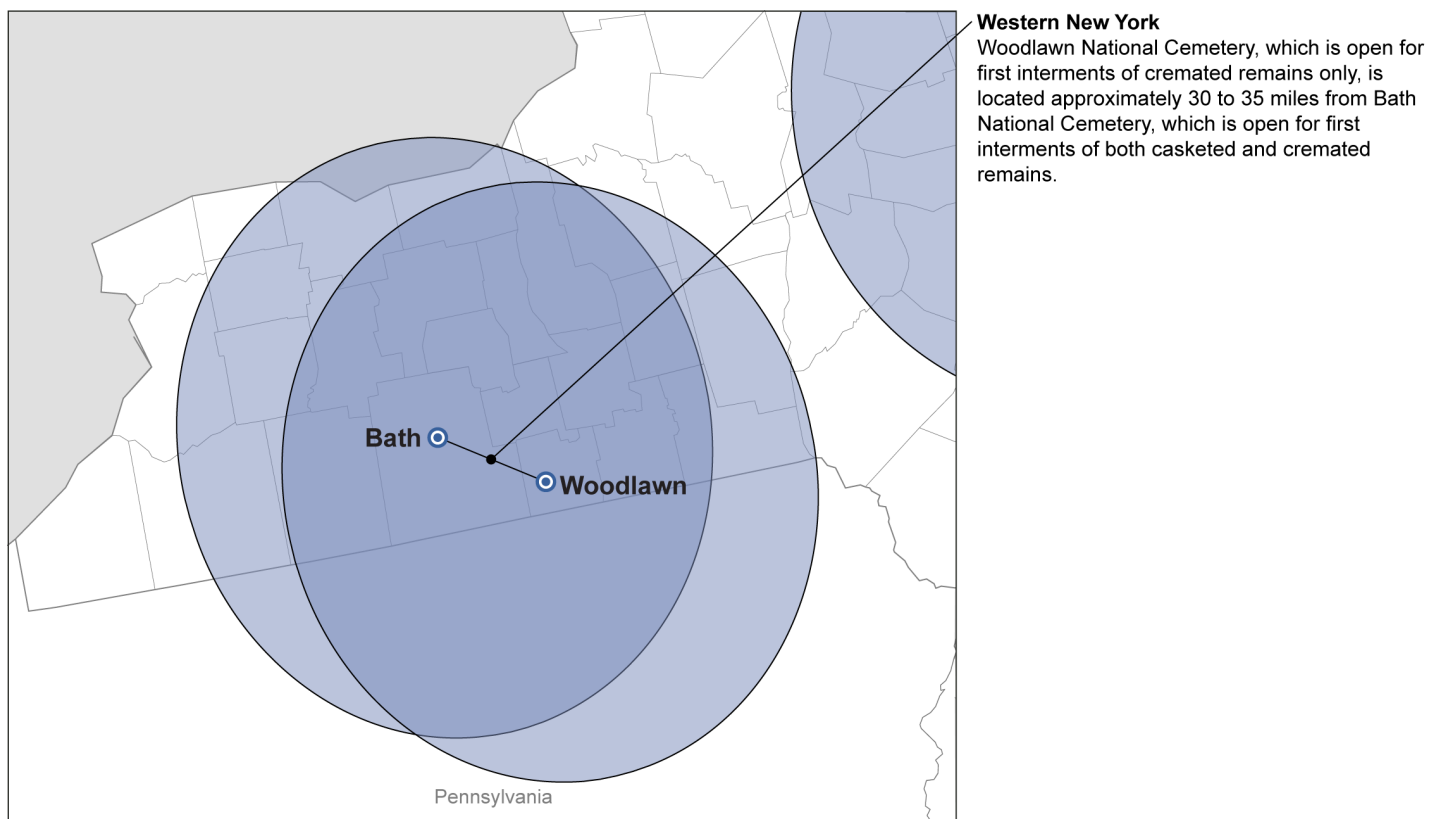 Western New York
Woodlawn National Cemetery, which is open for
first interments of cremated remains only, is
located approximately 30 to 35 miles from Bath
National Cemetery, which is open for first
interments of both casketed and cremated
remains.
Bath
Woodlawn
Pennsylvania